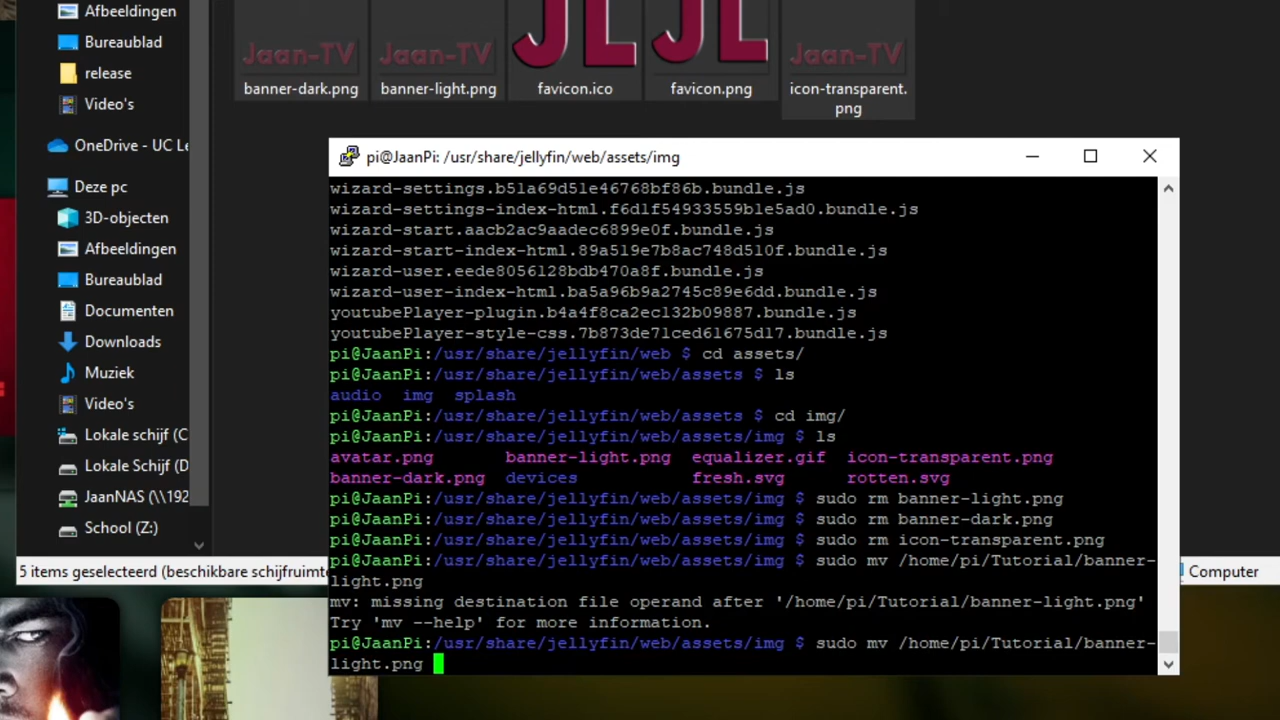 Afbeeldingen
Bureaublad
release
Video's
OneDrive - UC Le
Deze pc
3D-objecten
Afbeeldingen
Bureaublad
Documenten
Downloads
Muziek
Video's
Lokale schijf (C
Lokale Schijf (D
JaanNAS (\\192
School (Z:)
5 items geselecteerd (beschikbare schijfruimte
Computer
Jaan-TV
Jaan-TV
JL
JL
Jaan-TV
banner-dark.png
banner-light.png
favicon.ico
favicon.png
icon-transparent.
png
pi@JaanPi: /usr/share/jellyfin/web/assets/img
wizard-settings.b51a69d51e46768bf86b.bundle.js
wizard-settings-index-html.f6d1f54933559b1e5ad0.bundle.js
wizard-start.aacb2ac9aadec6899e0f.bundle.js
wizard-start-index-html.89a519e7b8ac748d510f.bundle.js
wizard-user.eede8056128bdb470a8f.bundle.js
wizard-user-index-html.ba5a96b9a2745c89e6dd.bundle.js
youtubePlayer-plugin.b4a4f8ca2ec132b09887.bundle.js
youtubePlayer-style-css.7b873de71ced61675d17.bundle.js
pi@JaanPi:/usr/share/jellyfin/web $ cd assets/
pi@JaanPi:/usr/share/jellyfin/web/assets $ ls
audio img splash
pi@JaanPi:/usr/share/jellyfin/web/assets $ cd img/
pi@JaanPi:/usr/share/jellyfin/web/assets/img $ ls
avatar.png banner-light.png equalizer.gif icon-transparent.png
banner-dark.png devices fresh.svg rotten.svg
pi@JaanPi:/usr/share/jellyfin/web/assets/img $ sudo rm banner-light.png
pi@JaanPi:/usr/share/jellyfin/web/assets/img $ sudo rm banner-dark.png
pi@JaanPi:/usr/share/jellyfin/web/assets/img $ sudo rm icon-transparent.png
pi@JaanPi:/usr/share/jellyfin/web/assets/img $ sudo mv /home/pi/Tutorial/banner-
light.png
mv: missing destination file operand after '/home/pi/Tutorial/banner-light.png'
Try 'mv --help' for more information.
pi@JaanPi:/usr/share/jellyfin/web/assets/img $ sudo mv /home/pi/Tutorial/banner-
light.png